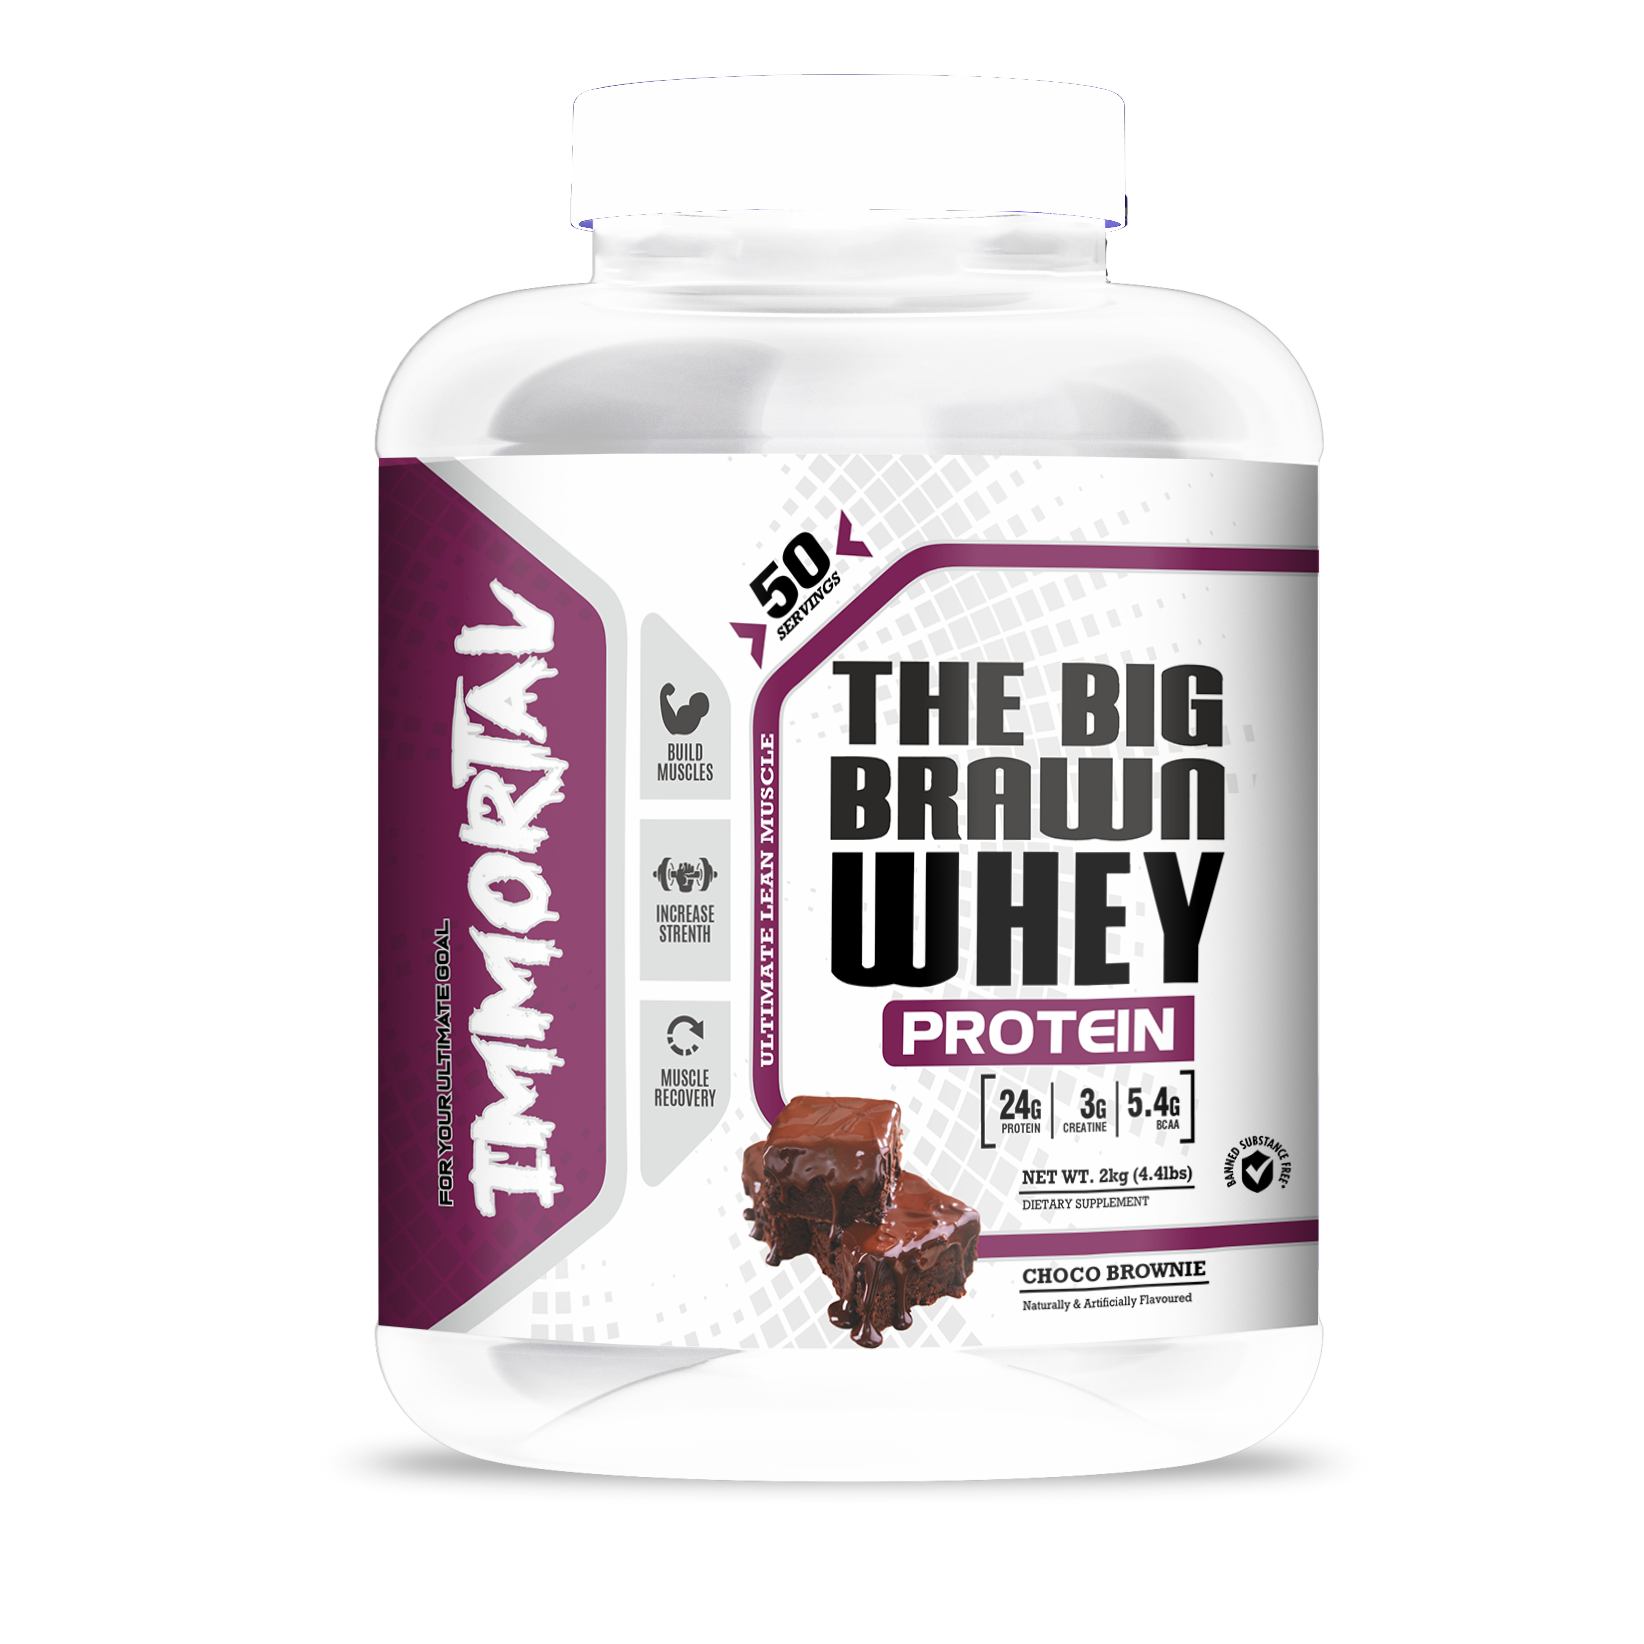 IMMORTAL
FOR YOUR ULTIMATE GOAL
BUILD
MUSCLES
INCREASE
STRENTH
MUSCLE
RECOVERY
50
SERVINGS
ULTIMATE LEAN MUSCLE
THE BIG
BRAWN
WHEY
PROTEIN
24G
PROTEIN
3G
CREATINE
5.4G
BCAA
NET WT. 2kg (4.4lbs)
DIETARY SUPPLEMENT
BANNED SUBSTANCE FREE*
CHOCO BROWNIE
Naturally & Artificially Flavoured